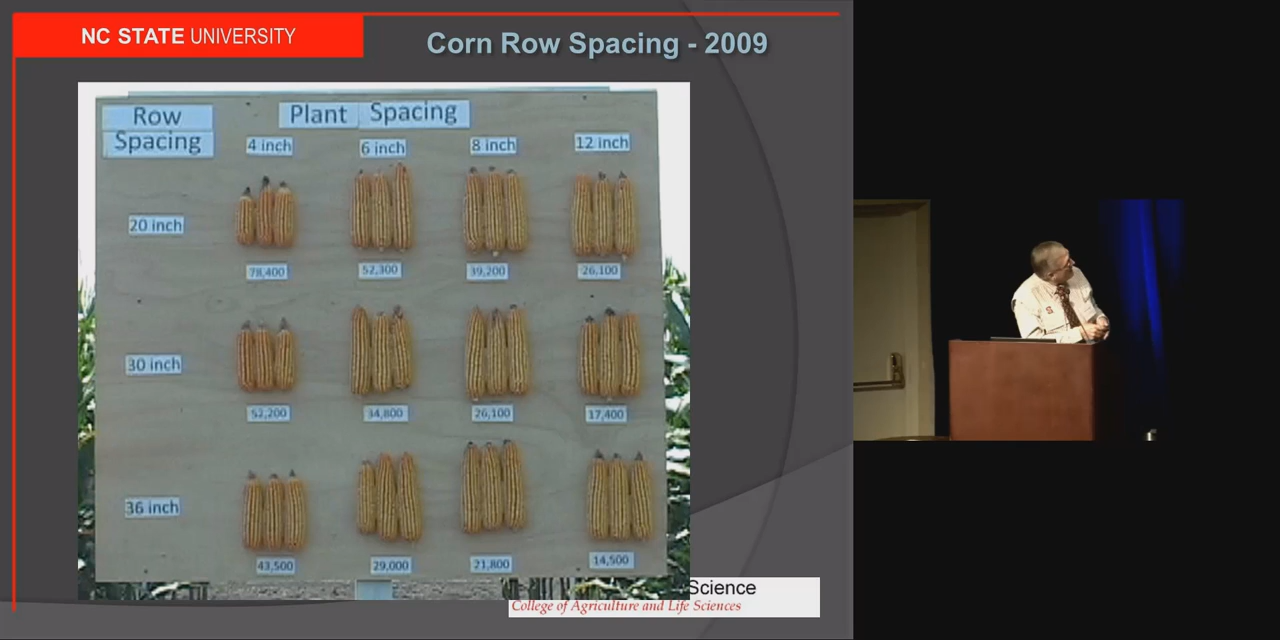 NC STATE UNIVERSITY
Corn Row Spacing - 2009
Row
Spacing
Plant Spacing
4 inch
6 inch
8 inch
12 inch
20 inch
78,400
52,300
39,200
26,100
30 inch
52,200
34,800
26,100
17,400
36 inch
43,500
29,000
21,800
14,500
Science
College of Agriculture and Life Sciences